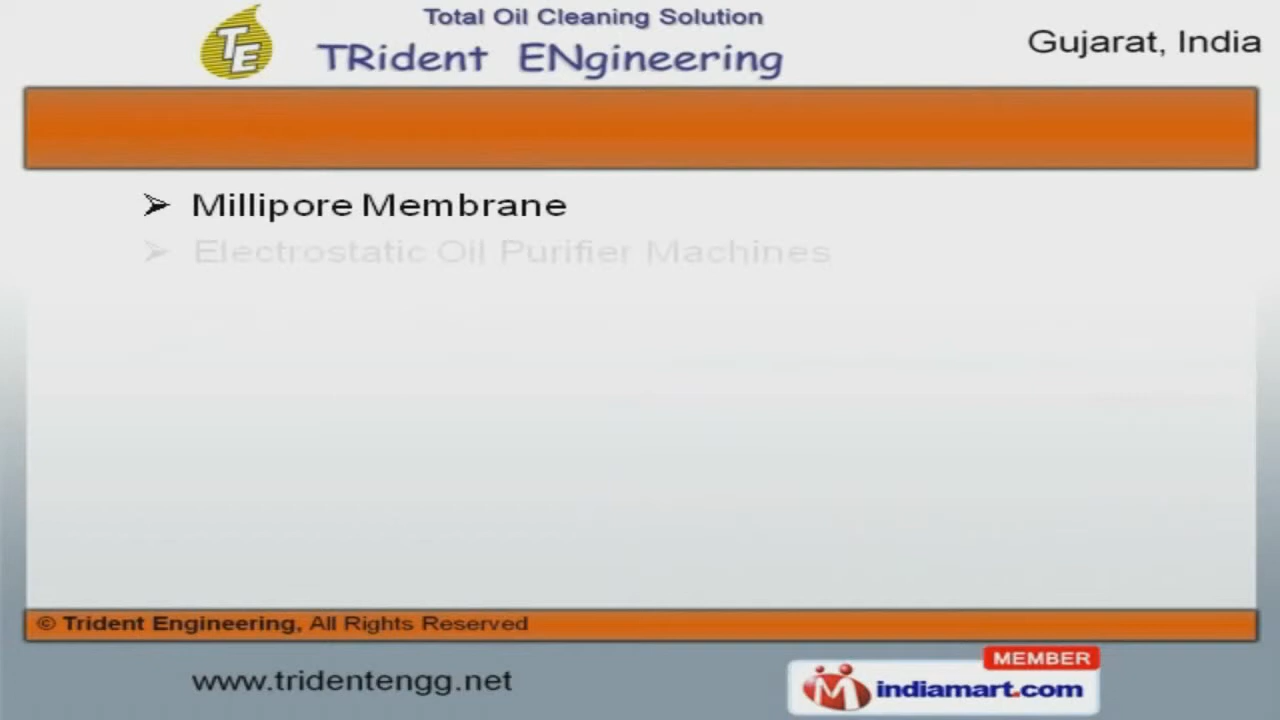 Total Oil Cleaning Solution
TE
TRident ENgineering
Gujarat, India
➢ Millipore Membrane
➢ Electrostatic Oil Purifier Machines
© Trident Engineering, All Rights Reserved
www.tridentengg.net
MEMBER
indiamart.com